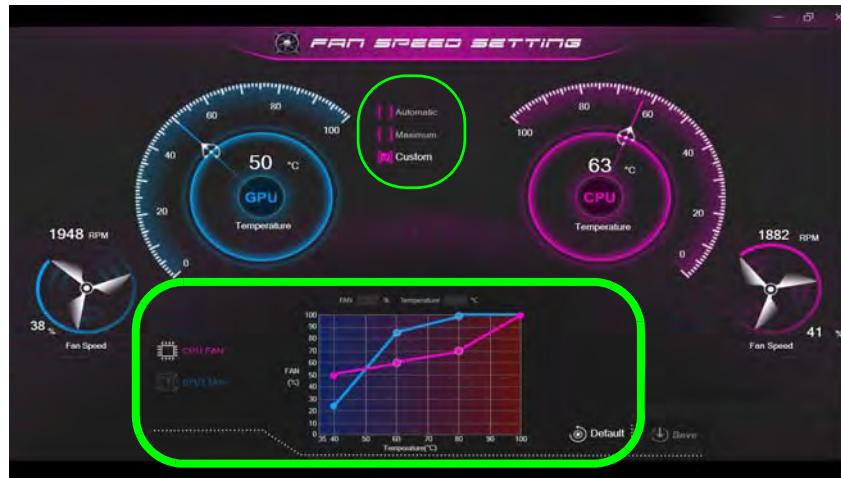 FAN SPEED SETTING
Automatic
Maximum
Custom
0
20
40
60
80
100
50 °C
GPU
Temperature
100
80
60
40
20
0
63 °C
CPU
Temperature
1948 RPM
38 %
Fan Speed
1882 RPM
41 %
Fan Speed
FAN % Temperature °C
CPU FAN
FAN
(%)
100
90
80
70
60
50
40
30
20
10
0
35 40 50 60 70 80 90 100
Temperature(°C)
Default
Save